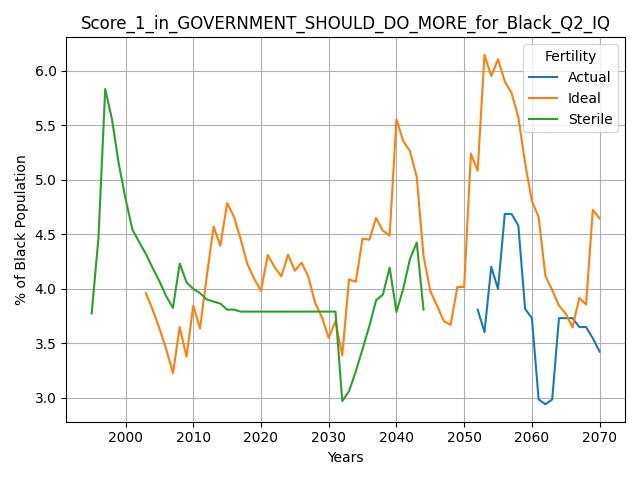 Score_1_in_GOVERNMENT_SHOULD_DO_MORE_for_Black_Q2_IQ
Fertility
Actual
Ideal
Sterile
% of Black Population
6.0
5.5
5.0
4.5
4.0
3.5
3.0
2000 2010 2020 2030 2040 2050 2060 2070
Years